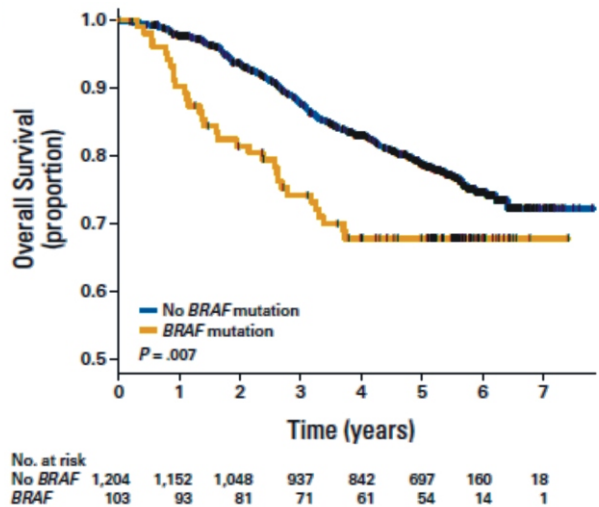 Overall Survival
(proportion)
1.0
0.9
0.8
0.7
0.6
0.5
No BRAF mutation
BRAF mutation
P = .007
0 1 2 3 4 5 6 7
Time (years)
No. at risk
No BRAF 1,204 1,152 1,048 937 842 697 160 18
BRAF 103 93 81 71 61 54 14 1